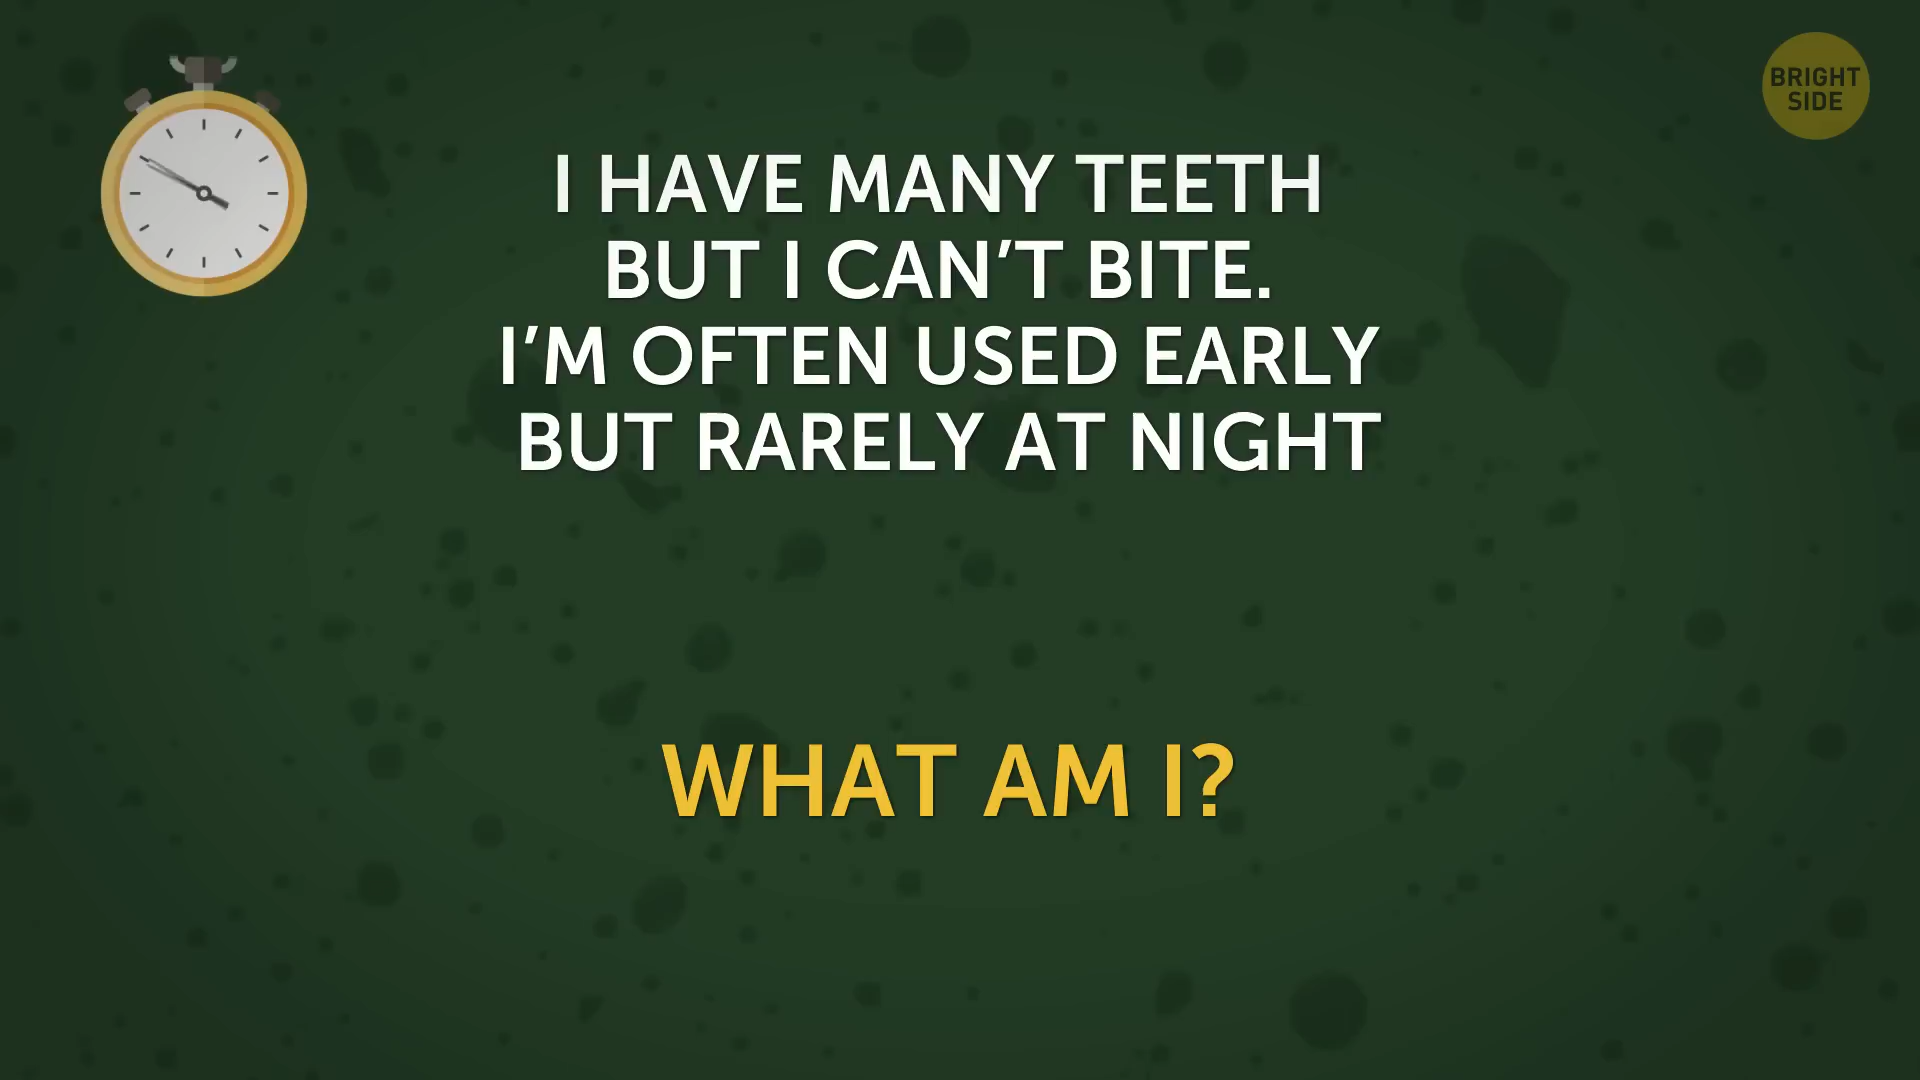 BRIGHT
SIDE
I HAVE MANY TEETH
BUT I CAN'T BITE.
I'M OFTEN USED EARLY
BUT RARELY AT NIGHT
WHAT AM I?